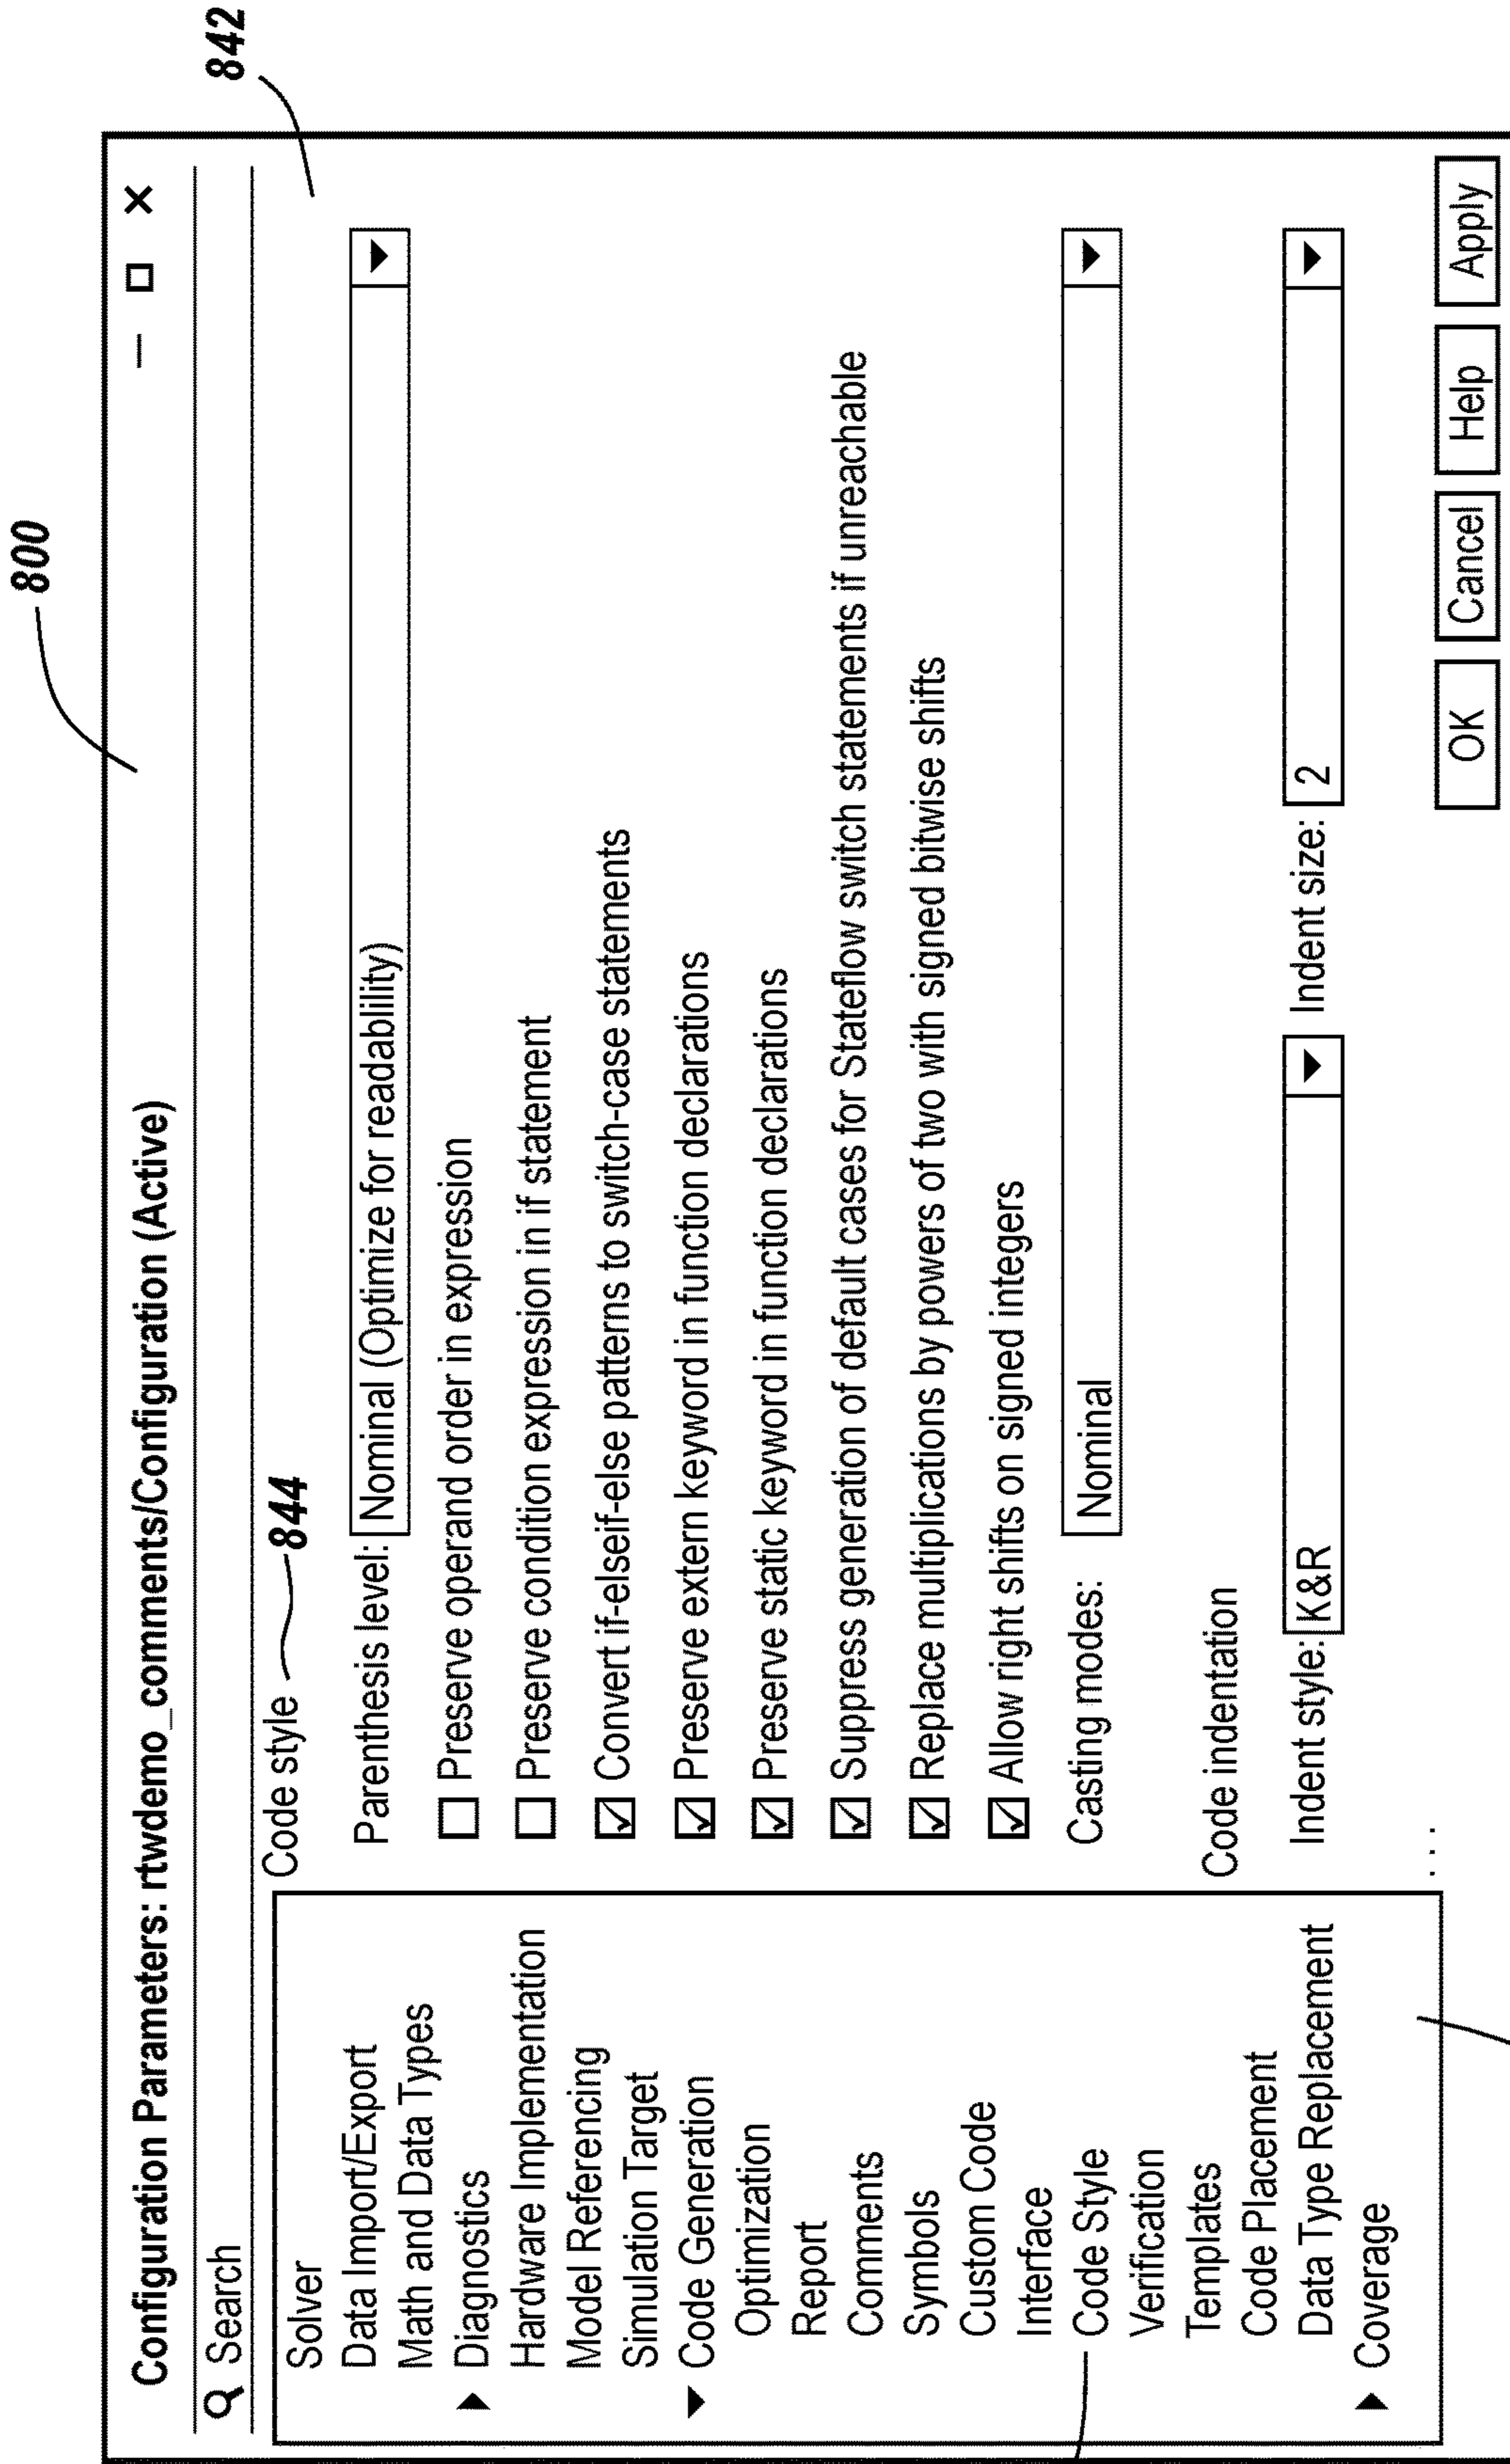 800
842
Configuration Parameters: rtwdemo_comments/Configuration (Active)
Search
Solver
Data Import/Export
Math and Data Types
Diagnostics
Hardware Implementation
Model Referencing
Simulation Target
Code Generation
Optimization
Report
Comments
Symbols
Custom Code
Interface
Code Style
Verification
Templates
Code Placement
Data Type Replacement
Coverage
Code style 844
Parenthesis level: Nominal (Optimize for readablility)
Preserve operand order in expression
Preserve condition expression in if statement
Convert if-elseif-else patterns to switch-case statements
Preserve extern keyword in function declarations
Preserve static keyword in function declarations
Suppress generation of default cases for Stateflow switch statements if unreachable
Replace multiplications by powers of two with signed bitwise shifts
Allow right shifts on signed integers
Casting modes: Nominal
Code indentation
Indent style: K&R Indent size: 2
...
OK Cancel Help Apply